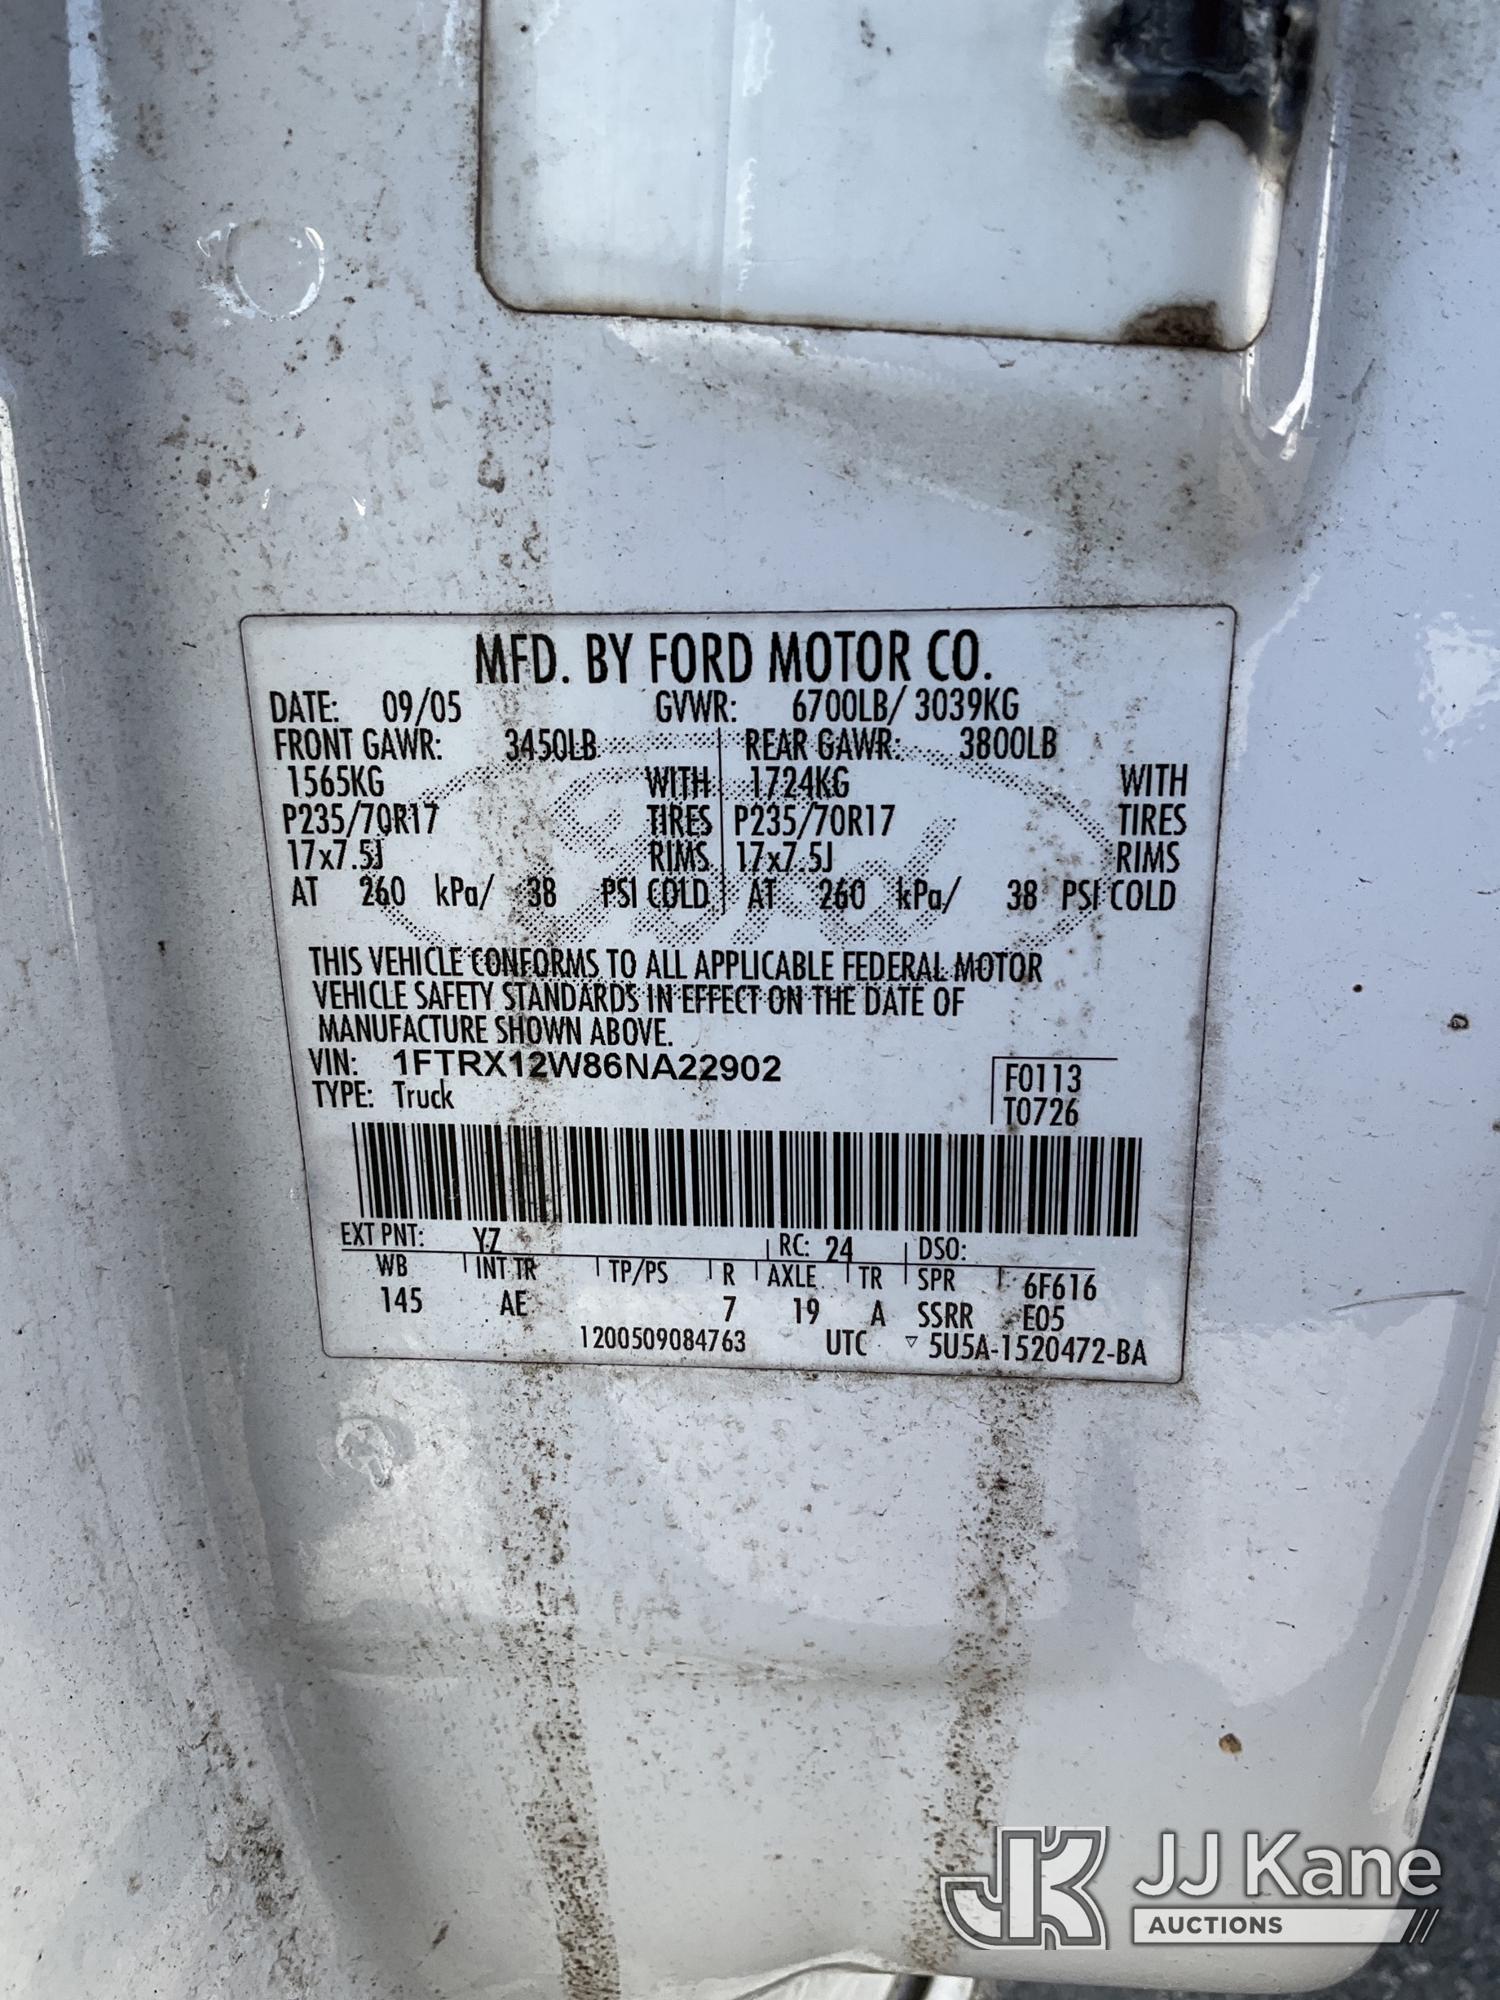 MFD. BY FORD MOTOR CO.
DATE: 09/05 GVWR: 6700LB/ 3039KG
FRONT GAWR: 3450LB REAR GAWR: 3800LB
1565KG WITH 1724KG WITH
P235/70R17 TIRES P235/70R17 TIRES
17x7.5J RIMS 17x7.5J RIMS
AT 260 kPa/ 38 PSI COLD AT 260 kPa/ 38 PSI COLD
THIS VEHICLE CONFORMS TO ALL APPLICABLE FEDERAL MOTOR
VEHICLE SAFETY STANDARDS IN EFFECT ON THE DATE OF
MANUFACTURE SHOWN ABOVE.
VIN: 1FTRX12W86NA22902 F0113
TYPE: Truck T0726
EXT PNT: YZ RC: 24 DSO:
WB INT TR TP/PS R AXLE TR SPR 6F616
145 AE 7 19 A SSRR E05
1200509084763 UTC ▽ 5U5A-1520472-BA
JK JJ Kane
AUCTIONS